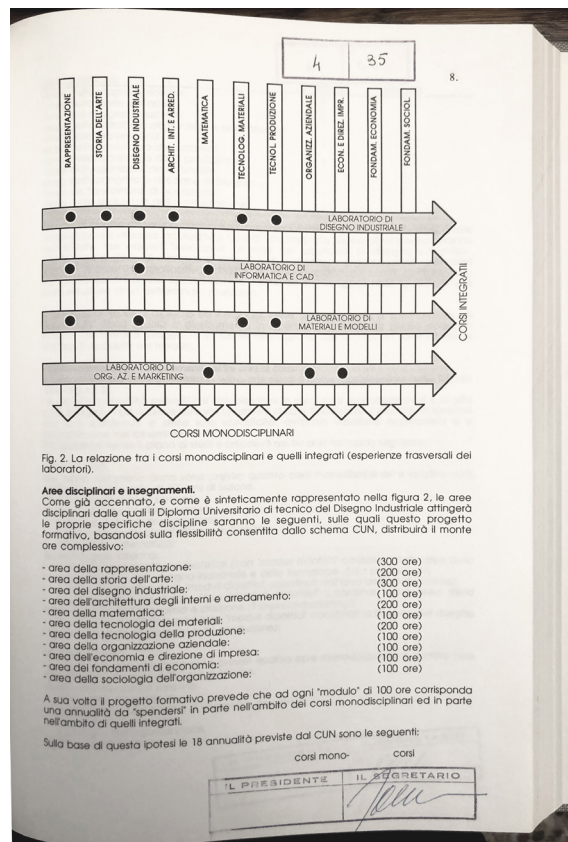 4 35
8.
RAPPRESENTAZIONE
STORIA DELL'ARTE
DISEGNO INDUSTRIALE
ARCHIT. INT. E ARRED.
MATEMATICA
TECNOLOG. MATERIALI
TECNOL. PRODUZIONE
ORGANIZZ. AZIENDALE
ECON. E DIREZ. IMPR.
FONDAM. ECONOMIA
FONDAM. SOCIOL.
LABORATORIO DI
DISEGNO INDUSTRIALE
LABORATORIO DI
INFORMATICA E CAD
LABORATORIO DI
MATERIALI E MODELLI
LABORATORIO DI
ORG. AZ. E MARKETING
CORSI INTEGRATI
CORSI MONODISCIPLINARI
Fig. 2. La relazione tra i corsi monodisciplinari e quelli integrati (esperienze trasversali dei
laboratori).
Aree disciplinari e insegnamenti.
Come già accennato, e come è sinteticamente rappresentato nella figura 2, le aree
disciplinari dalle quali il Diploma Universitario di tecnico del Disegno Industriale attingerà
le proprie specifiche discipline saranno le seguenti, sulle quali questo progetto
formativo, basandosi sulla flessibilità consentita dallo schema CUN, distribuirà il monte
ore complessivo:
- area della rappresentazione: (300 ore)
- area della storia dell'arte: (200 ore)
- area del disegno industriale: (300 ore)
- area dell'architettura degli interni e arredamento: (100 ore)
- area della matematica: (200 ore)
- area della tecnologia dei materiali: (100 ore)
- area della tecnologia della produzione: (200 ore)
- area della organizzazione aziendale: (100 ore)
- area dell'economia e direzione di impresa: (100 ore)
- area dei fondamenti di economia: (100 ore)
- area della sociologia dell'organizzazione: (100 ore)
A sua volta il progetto formativo prevede che ad ogni "modulo" di 100 ore corrisponda
una annualità da "spendersi" in parte nell'ambito dei corsi monodisciplinari ed in parte
nell'ambito di quelli integrati.
Sulla base di questa ipotesi le 18 annualità previste dal CUN sono le seguenti:
corsi mono- corsi
IL PRESIDENTE IL SEGRETARIO